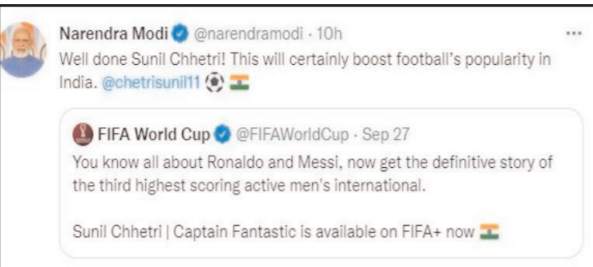 Narendra Modi @narendramodi · 10h
Well done Sunil Chhetri! This will certainly boost football's popularity in
India. @chetrisunil11 ⚽ 🇮🇳
FIFA World Cup @FIFAWorldCup · Sep 27
You know all about Ronaldo and Messi, now get the definitive story of
the third highest scoring active men's international.
Sunil Chhetri | Captain Fantastic is available on FIFA+ now 🇮🇳